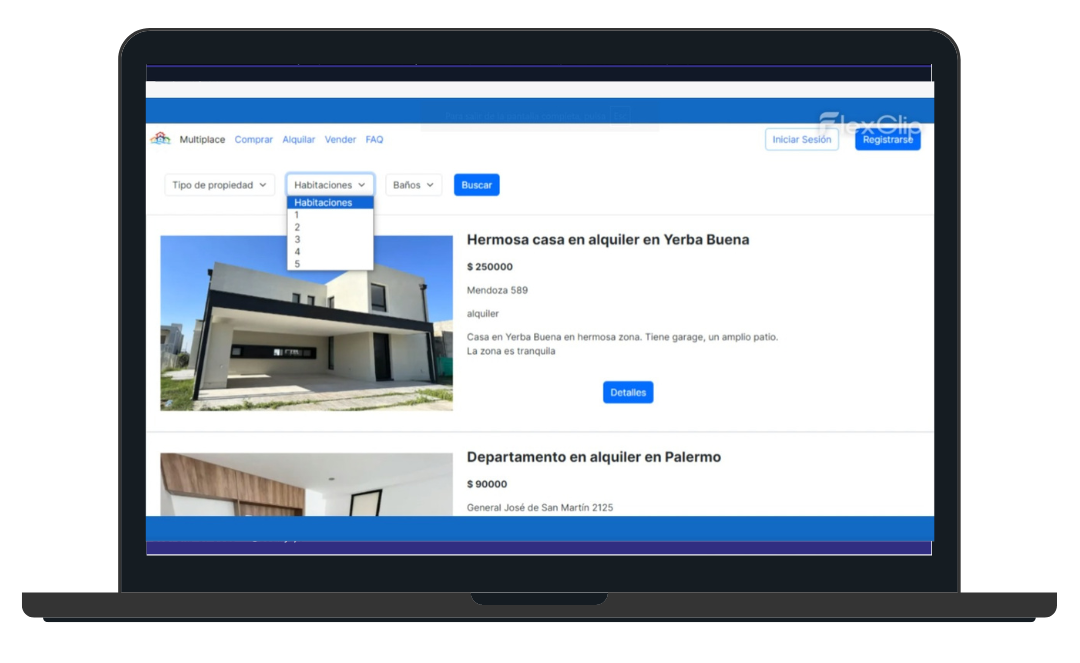 FlexClip
Multiplace Comprar Alquilar Vender FAQ
Iniciar Sesión Registrarse
Tipo de propiedad Habitaciones Baños Buscar
Habitaciones
1
2
3
4
5
Hermosa casa en alquiler en Yerba Buena
$ 250000
Mendoza 589
alquiler
Casa en Yerba Buena en hermosa zona. Tiene garage, un amplio patio.
La zona es tranquila
Detalles
Departamento en alquiler en Palermo
$ 90000
General José de San Martín 2125